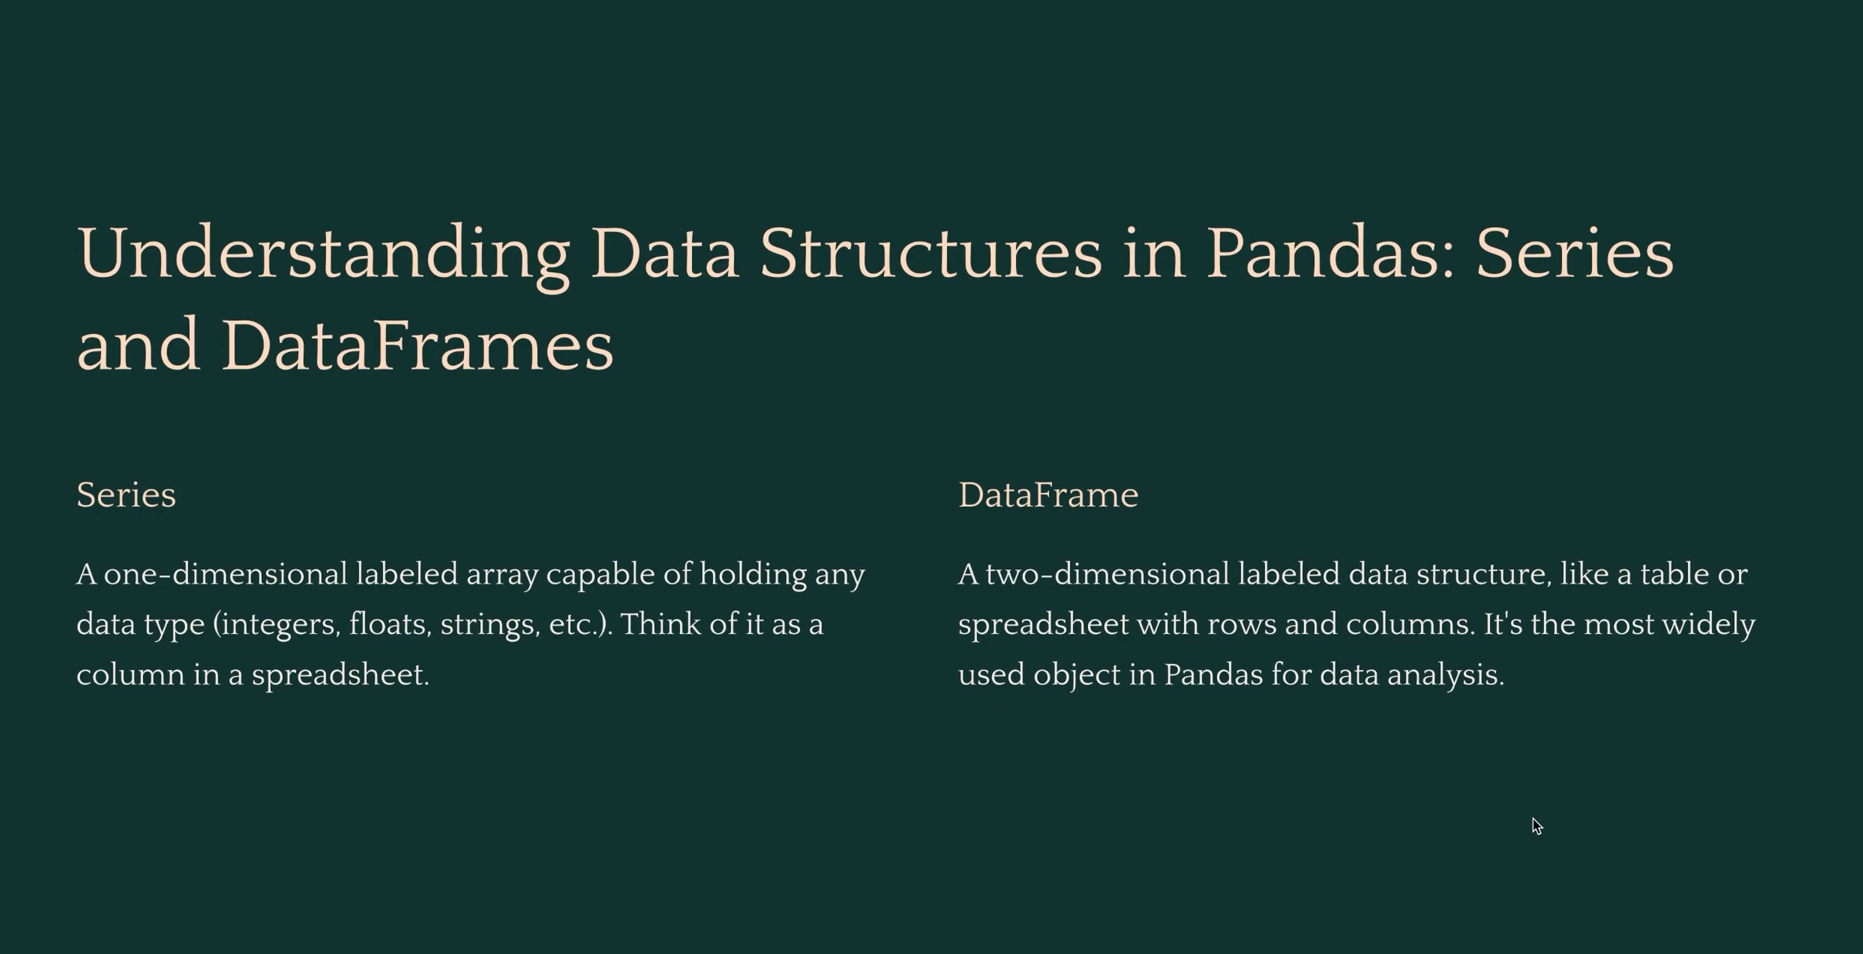 Understanding Data Structures in Pandas: Series
and DataFrames
Series
A one-dimensional labeled array capable of holding any
data type (integers, floats, strings, etc.). Think of it as a
column in a spreadsheet.
DataFrame
A two-dimensional labeled data structure, like a table or
spreadsheet with rows and columns. It's the most widely
used object in Pandas for data analysis.